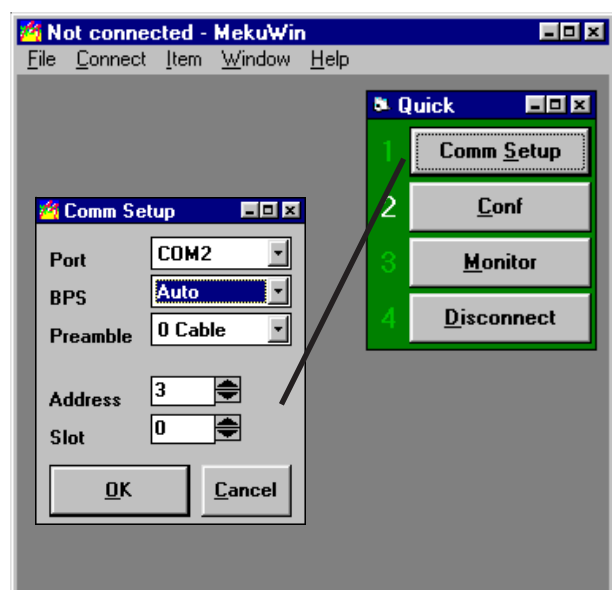 Not connected - MekuWin
File Connect Item Window Help
Quick
1 Comm Setup
2 Conf
3 Monitor
4 Disconnect
Comm Setup
Port COM2
BPS Auto
Preamble 0 Cable
Address 3
Slot 0
OK Cancel